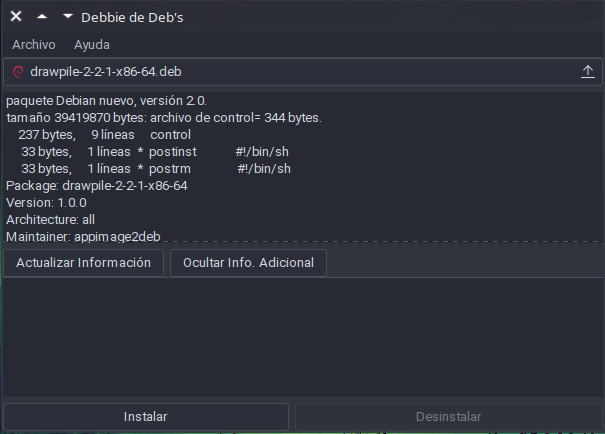 Debbie de Deb's
Archivo Ayuda
drawpile-2-2-1-x86-64.deb
paquete Debian nuevo, versión 2.0.
tamaño 39419870 bytes: archivo de control= 344 bytes.
237 bytes, 9 líneas control
33 bytes, 1 líneas * postinst #!/bin/sh
33 bytes, 1 líneas * postrm #!/bin/sh
Package: drawpile-2-2-1-x86-64
Version: 1.0.0
Architecture: all
Maintainer: appimage2deb
Actualizar Información Ocultar Info. Adicional
Instalar Desinstalar